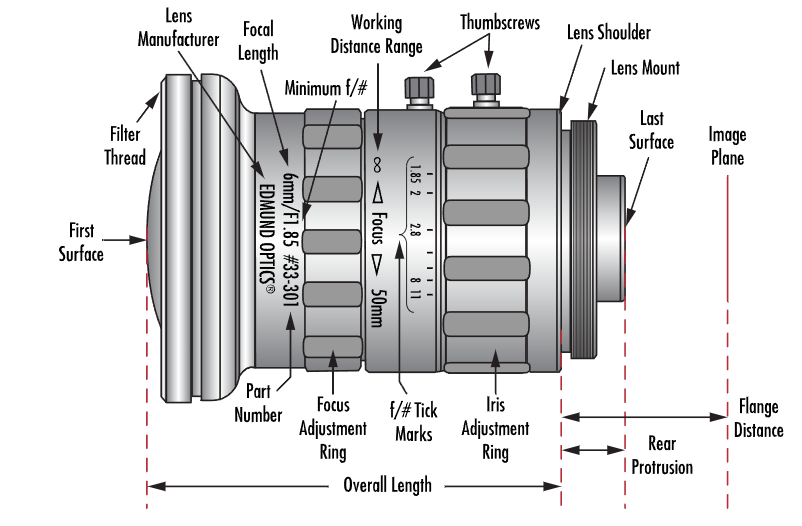 Lens
Manufacturer
Focal
Length
Working
Distance Range
Thumbscrews
Lens Shoulder
Lens Mount
Minimum f/#
Filter
Thread
Last
Surface
Image
Plane
First
Surface
6mm/F1.85 #33-301
EDMUND OPTICS®
∞ ◁ Focus ▷ 50mm
1.85 2 2.8 8 11
Part
Number
Focus
Adjustment
Ring
f/# Tick
Marks
Iris
Adjustment
Ring
Flange
Distance
Rear
Protrusion
Overall Length